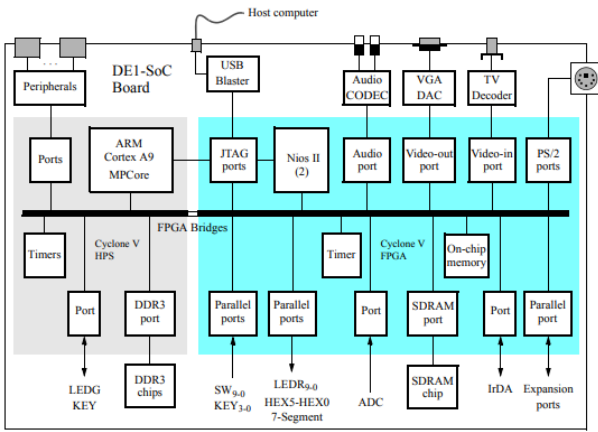 Host computer
DE1-SoC
Board
Peripherals
USB
Blaster
Audio
CODEC
VGA
DAC
TV
Decoder
Ports
ARM
Cortex A9
MPCore
JTAG
ports
Nios II
(2)
Audio
port
Video-out
port
Video-in
port
PS/2
ports
FPGA Bridges
Timers
Cyclone V
HPS
Timer
Cyclone V
FPGA
On-chip
memory
Port
DDR3
port
Parallel
ports
Parallel
ports
Port
SDRAM
port
Port
Parallel
port
LEDG
KEY
DDR3
chips
SW9-0
KEY3-0
LEDR9-0
HEX5-HEX0
7-Segment
ADC
SDRAM
chip
IrDA
Expansion
ports